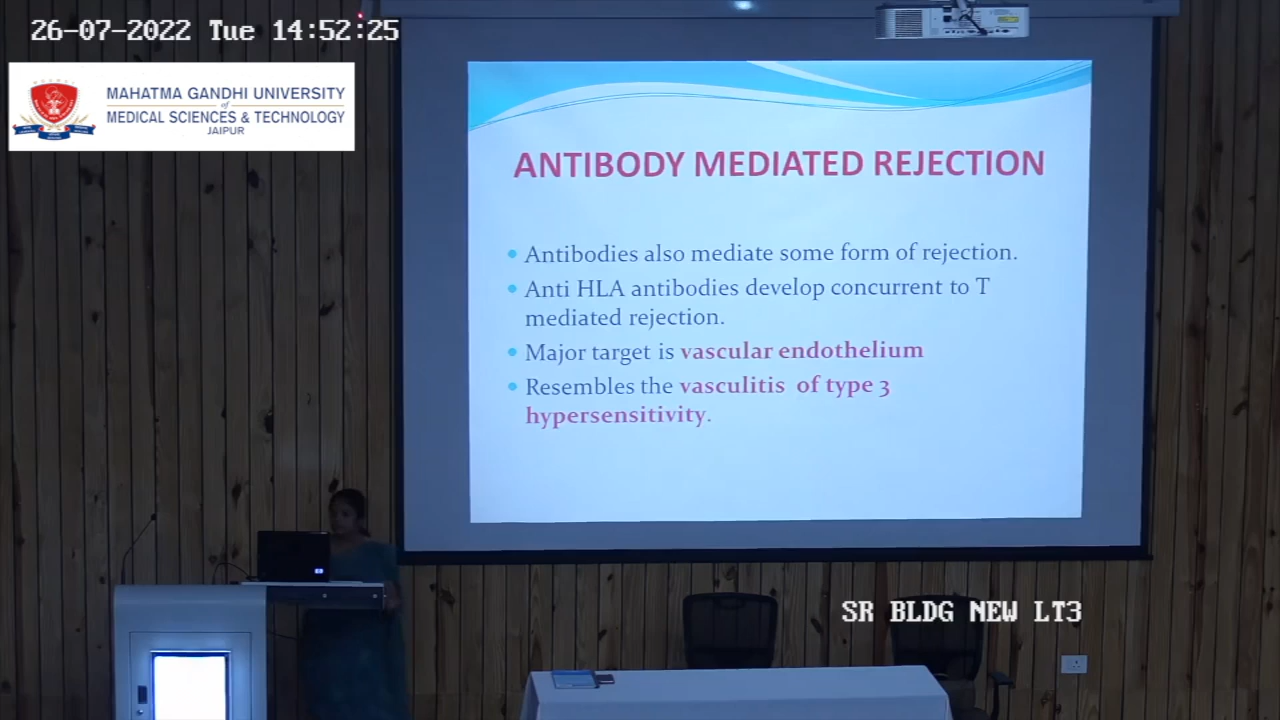 26-07-2022 Tue 14:52:25
MAHATMA GANDHI UNIVERSITY
of
MEDICAL SCIENCES & TECHNOLOGY
JAIPUR
ANTIBODY MEDIATED REJECTION
• Antibodies also mediate some form of rejection.
• Anti HLA antibodies develop concurrent to T
mediated rejection.
• Major target is vascular endothelium
• Resembles the vasculitis of type 3
hypersensitivity.
hp
SR BLDG NEW LT3